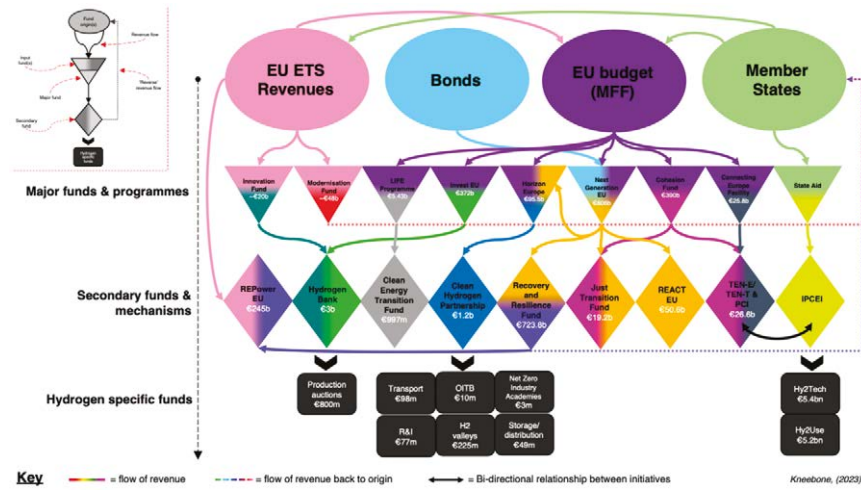 Fund
origin(s)
Revenue flow
Input
fund(s)
Major fund
'Reverse'
revenue flow
Secondary
fund
Hydrogen
specific
funds
EU ETS
Revenues
Bonds
EU budget
(MFF)
Member
States
Major funds & programmes
Innovation
Fund
~€20b
Modernisation
Fund
~€48b
LIFE
Programme
€5.43b
Invest EU
€372b
Horizon
Europe
€95.5b
Next
Generation
EU
Cohesion
Fund
Connecting
Europe
Facility
State Aid
Secondary funds &
mechanisms
REPower
EU
€245b
Hydrogen
Bank
€3b
Clean
Energy
Transition
Fund
€997m
Clean
Hydrogen
Partnership
€1.2b
Recovery
and
Resilience
Fund
€723.8b
Just
Transition
Fund
€19.2b
REACT
EU
€50.6b
TEN-E/
TEN-T &
PCI
€26.6b
IPCEI
Hydrogen specific funds
Production
auctions
€800m
Transport
€98m
OITB
€10m
Net Zero
Industry
Academies
€3m
R&I
€77m
H2
valleys
€225m
Storage/
distribution
€49m
Hy2Tech
€5.4bn
Hy2Use
€5.2bn
Key
= flow of revenue
= flow of revenue back to origin
= Bi-directional relationship between initiatives
Kneebone, (2023)